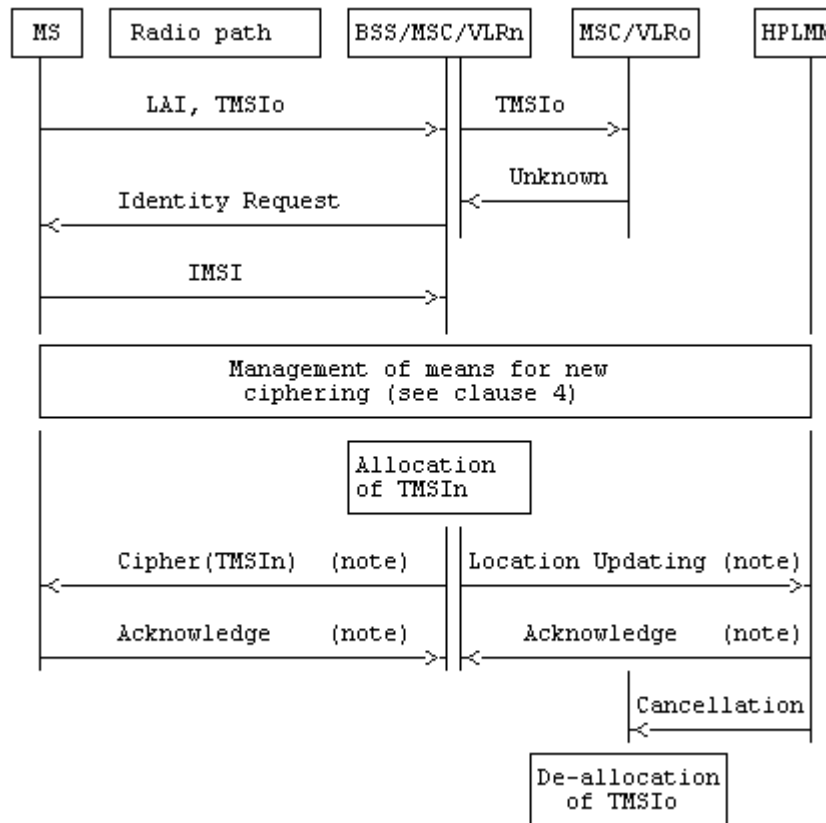 MS Radio path BSS/MSC/VLRn MSC/VLRo HPLMN
LAI, TMSIo TMSIo
Unknown
Identity Request
IMSI
Management of means for new
ciphering (see clause 4)
Allocation
of TMSIn
Cipher(TMSIn) (note) Location Updating (note)
Acknowledge (note) Acknowledge (note)
Cancellation
De-allocation
of TMSIo